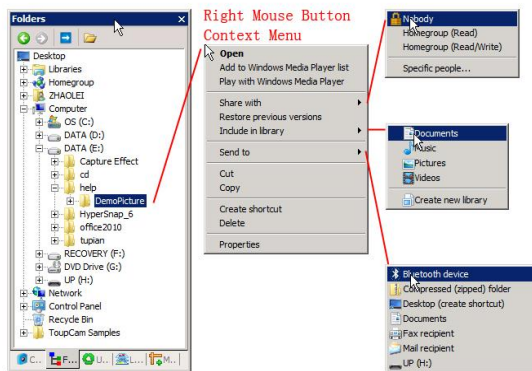 Folders
Desktop
Libraries
Homegroup
ZHAOLEI
Computer
OS (C:)
DATA (D:)
DATA (E:)
Capture Effect
cd
help
DemoPicture
HyperSnap_6
office2010
tupian
RECOVERY (F:)
DVD Drive (G:)
UP (H:)
Network
Control Panel
Recycle Bin
ToupCam Samples
C...
F...
U...
L...
M...
Right Mouse Button
Context Menu
Open
Add to Windows Media Player list
Play with Windows Media Player
Share with
Restore previous versions
Include in library
Send to
Cut
Copy
Create shortcut
Delete
Properties
Nobody
Homegroup (Read)
Homegroup (Read/Write)
Specific people...
Documents
Music
Pictures
Videos
Create new library
Bluetooth device
Compressed (zipped) folder
Desktop (create shortcut)
Documents
Fax recipient
Mail recipient
UP (H:)